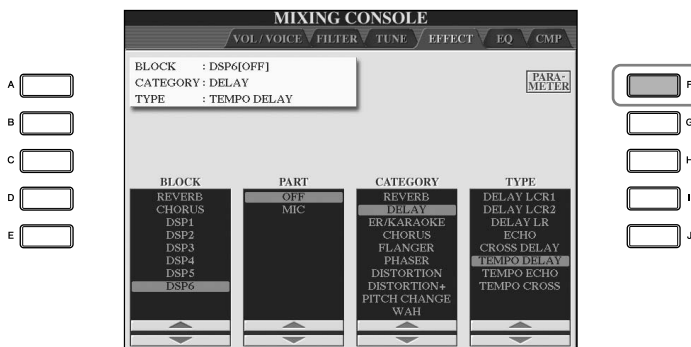 MIXING CONSOLE
VOL/VOICE FILTER TUNE EFFECT EQ CMP
BLOCK : DSP6[OFF]
CATEGORY : DELAY
TYPE : TEMPO DELAY
PARA-
METER
A
B
C
D
E
F
G
H
I
J
BLOCK
REVERB
CHORUS
DSP1
DSP2
DSP3
DSP4
DSP5
DSP6
PART
OFF
MIC
CATEGORY
REVERB
DELAY
ER/KARAOKE
CHORUS
FLANGER
PHASER
DISTORTION
DISTORTION+
PITCH CHANGE
WAH
TYPE
DELAY LCR1
DELAY LCR2
DELAY LR
ECHO
CROSS DELAY
TEMPO DELAY
TEMPO ECHO
TEMPO CROSS